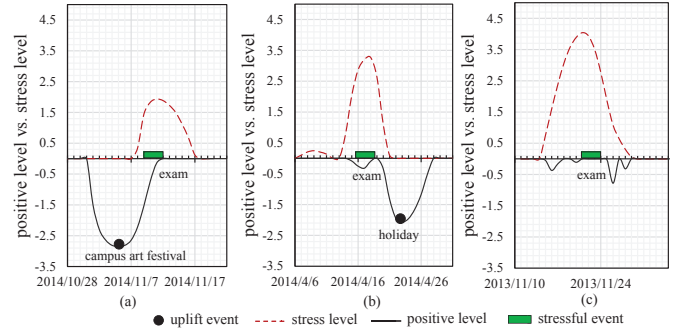 positive level vs. stress level
4.5
3.5
2.5
1.5
0.5
-0.5
-1.5
-2.5
-3.5
exam
campus art festival
2014/10/28 2014/11/7 2014/11/17
(a)
positive level vs. stress level
4.5
3.5
2.5
1.5
0.5
-0.5
-1.5
-2.5
-3.5
exam
holiday
2014/4/6 2014/4/16 2014/4/26
(b)
positive level vs. stress level
4.5
3.5
2.5
1.5
0.5
-0.5
-1.5
-2.5
-3.5
exam
2013/11/10 2013/11/24
(c)
uplift event stress level positive level stressful event